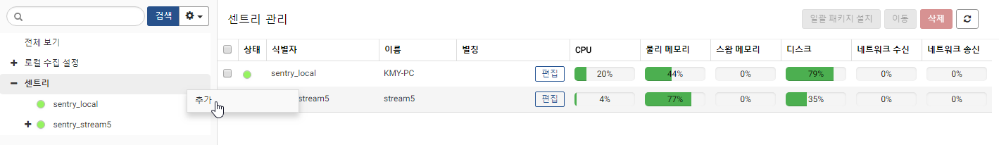 검색
전체 보기
로컬 수집 설정
센트리
sentry_local
sentry_stream5
추가
센트리 관리
일괄 패키지 설치 이동 삭제
상태 식별자 이름 별칭 CPU 물리 메모리 스왑 메모리 디스크 네트워크 수신 네트워크 송신
sentry_local KMY-PC 편집 20% 44% 0% 79% 0% 0%
stream5 stream5 편집 4% 77% 0% 35% 0% 0%